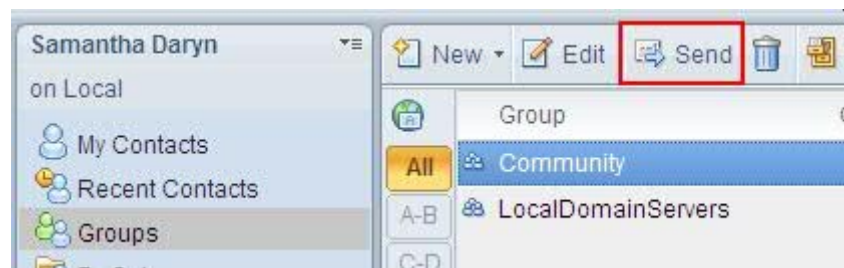 Samantha Daryn
on Local
My Contacts
Recent Contacts
Groups
New Edit Send
Group
All Community
A-B LocalDomainServers
C-D